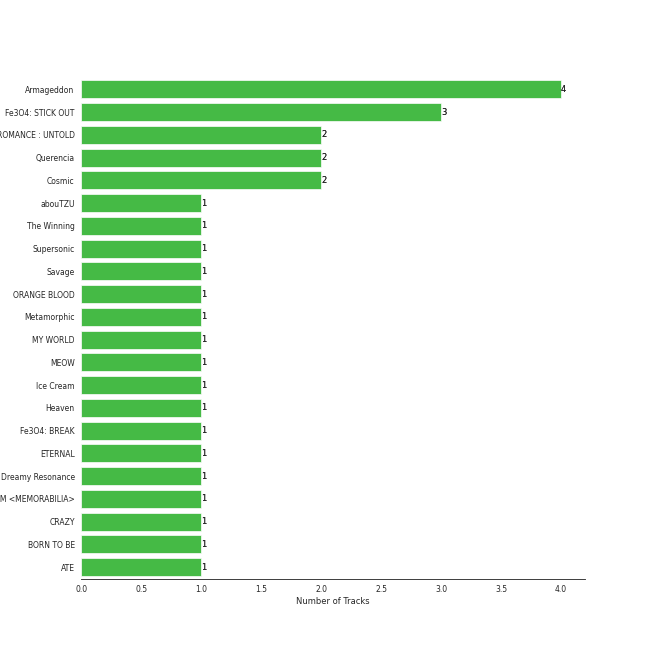 Armageddon 4
Fe3O4: STICK OUT 3
ROMANCE : UNTOLD 2
Querencia 2
Cosmic 2
abouTZU 1
The Winning 1
Supersonic 1
Savage 1
ORANGE BLOOD 1
Metamorphic 1
MY WORLD 1
MEOW 1
Ice Cream 1
Heaven 1
Fe3O4: BREAK 1
ETERNAL 1
Dreamy Resonance 1
M <MEMORABILIA> 1
CRAZY 1
BORN TO BE 1
ATE 1
0.0 0.5 1.0 1.5 2.0 2.5 3.0 3.5 4.0
Number of Tracks